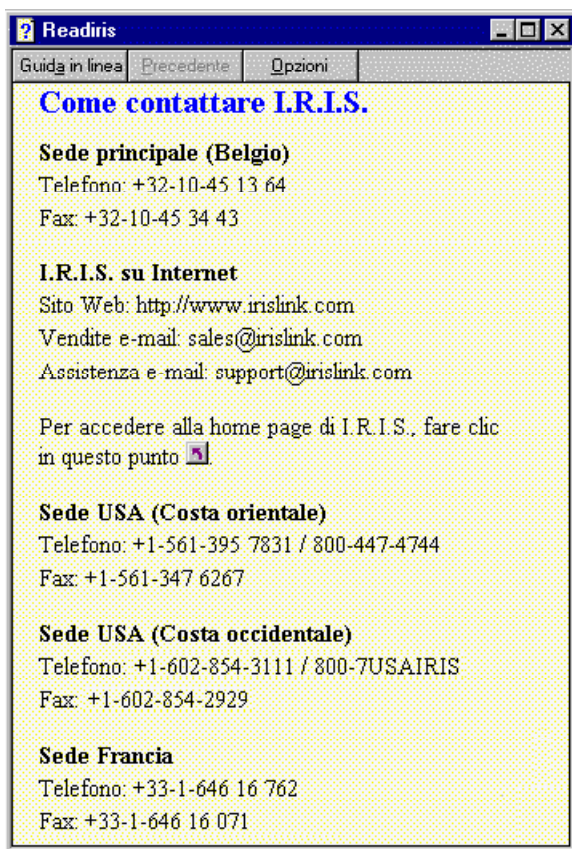 Readiris
Guida in linea Precedente Opzioni
Come contattare I.R.I.S.
Sede principale (Belgio)
Telefono: +32-10-45 13 64
Fax: +32-10-45 34 43
I.R.I.S. su Internet
Sito Web: http://www.irislink.com
Vendite e-mail: sales@irislink.com
Assistenza e-mail: support@irislink.com
Per accedere alla home page di I.R.I.S., fare clic
in questo punto .
Sede USA (Costa orientale)
Telefono: +1-561-395 7831 / 800-447-4744
Fax: +1-561-347 6267
Sede USA (Costa occidentale)
Telefono: +1-602-854-3111 / 800-7USAIRIS
Fax: +1-602-854-2929
Sede Francia
Telefono: +33-1-646 16 762
Fax: +33-1-646 16 071